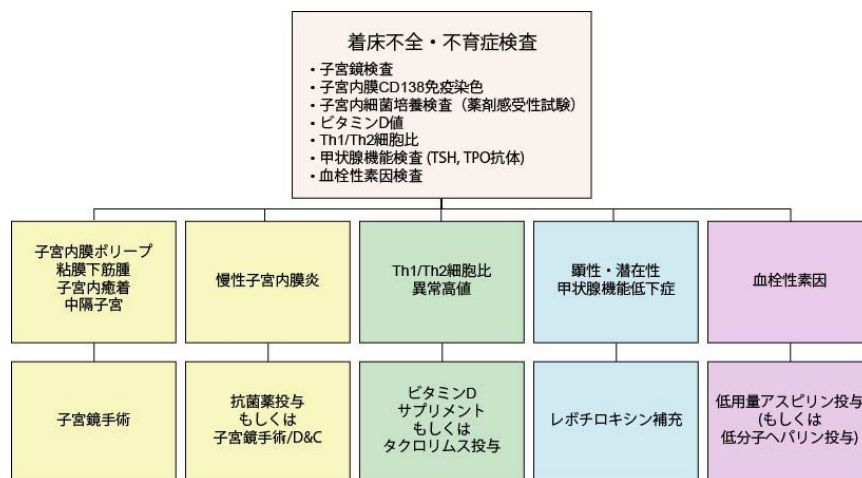 着床不全・不育症検査
• 子宮鏡検査
• 子宮内膜CD138免疫染色
• 子宮内細菌培養検査（薬剤感受性試験）
• ビタミンD値
• Th1/Th2細胞比
• 甲状腺機能検査 (TSH, TPO抗体)
• 血栓性素因検査
子宮内膜ポリープ
粘膜下筋腫
子宮内癒着
中隔子宮
慢性子宮内膜炎
Th1/Th2細胞比
異常高値
顕性・潜在性
甲状腺機能低下症
血栓性素因
子宮鏡手術
抗菌薬投与
もしくは
子宮鏡手術/D&C
ビタミンD
サプリメント
もしくは
タクロリムス投与
レボチロキシン補充
低用量アスピリン投与
(もしくは
低分子ヘパリン投与)